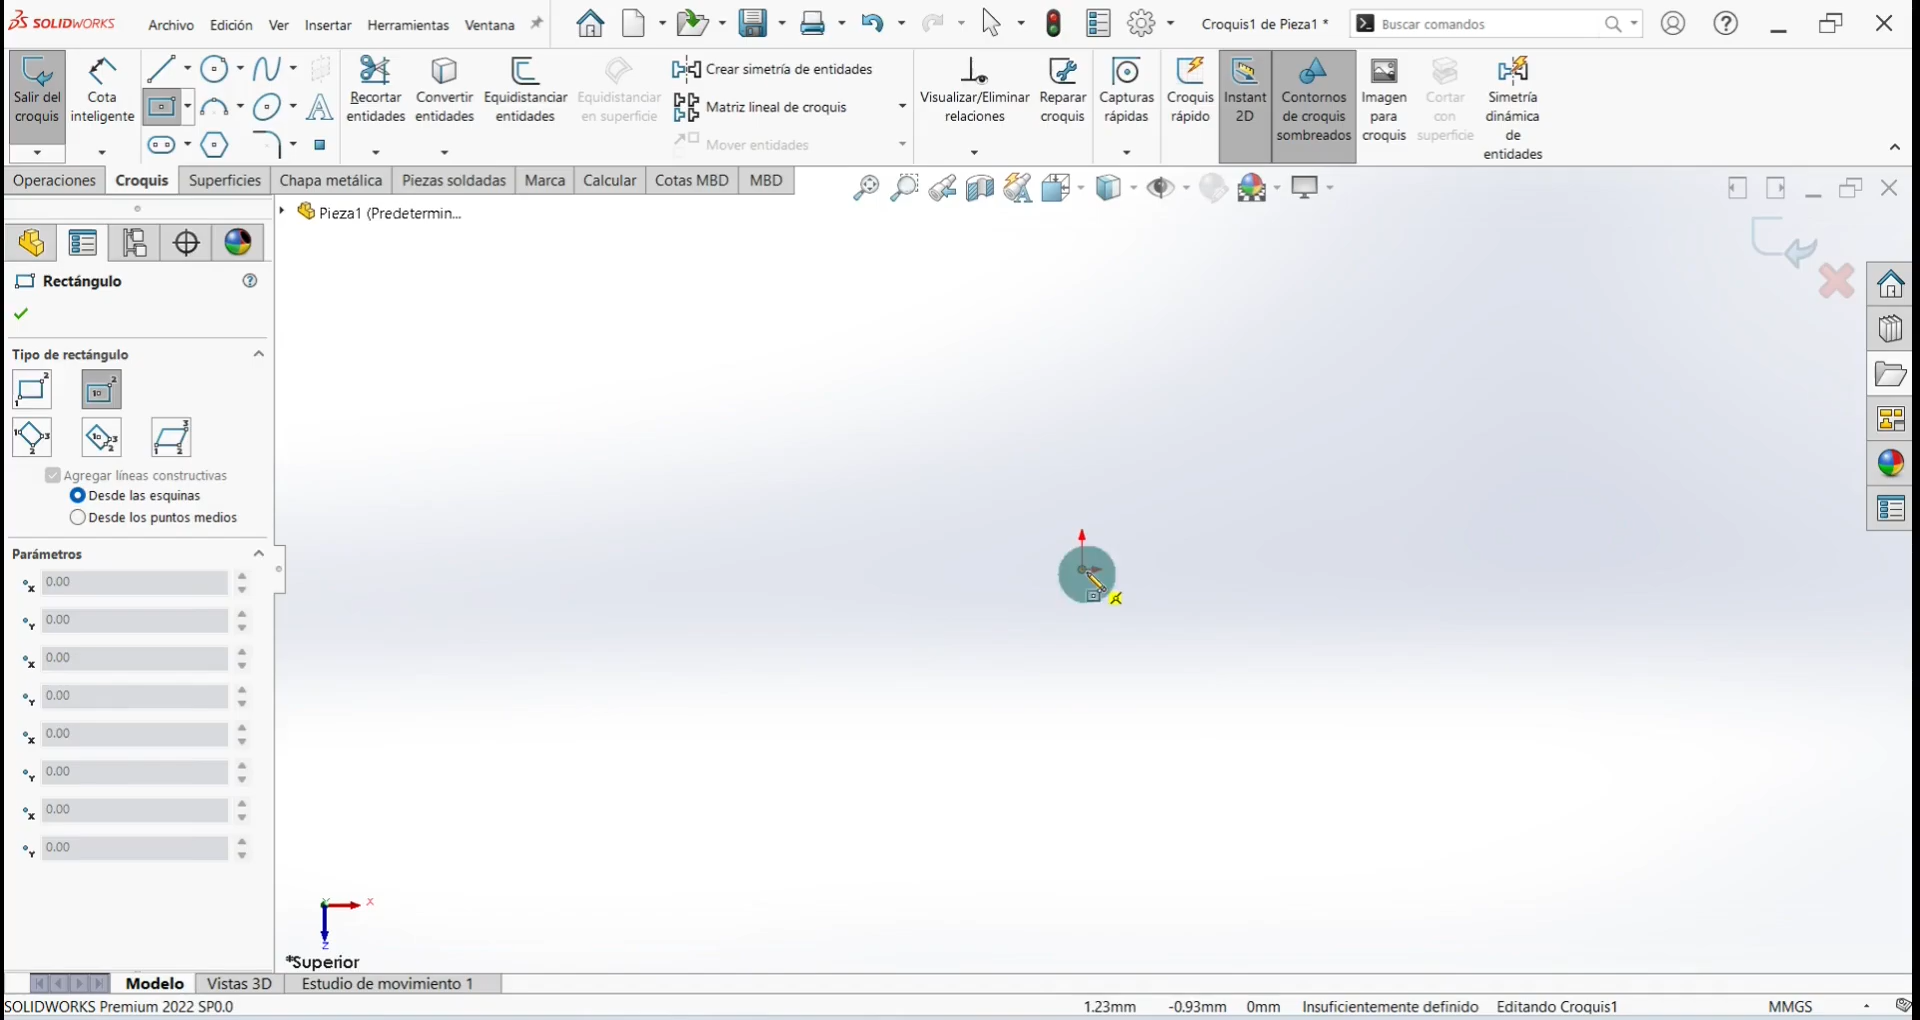 SOLIDWORKS
Archivo Edición Ver Insertar Herramientas Ventana
Croquis1 de Pieza1 *
Buscar comandos
Salir del croquis
Cota inteligente
Recortar entidades
Convertir entidades
Equidistanciar entidades
Equidistanciar en superficie
Crear simetría de entidades
Matriz lineal de croquis
Mover entidades
Visualizar/Eliminar relaciones
Reparar croquis
Capturas rápidas
Croquis rápido
Instant 2D
Contornos de croquis sombreados
Imagen para croquis
Cortar con superficie
Simetría dinámica de entidades
Operaciones Croquis Superficies Chapa metálica Piezas soldadas Marca Calcular Cotas MBD MBD
Pieza1 (Predetermin...
Rectángulo
Tipo de rectángulo
Agregar líneas constructivas
Desde las esquinas
Desde los puntos medios
Parámetros
x 0.00
Y 0.00
x 0.00
Y 0.00
x 0.00
Y 0.00
x 0.00
Y 0.00
Y
X
Z
*Superior
Modelo Vistas 3D Estudio de movimiento 1
SOLIDWORKS Premium 2022 SP0.0
1.23mm -0.93mm 0mm Insuficientemente definido Editando Croquis1 MMGS